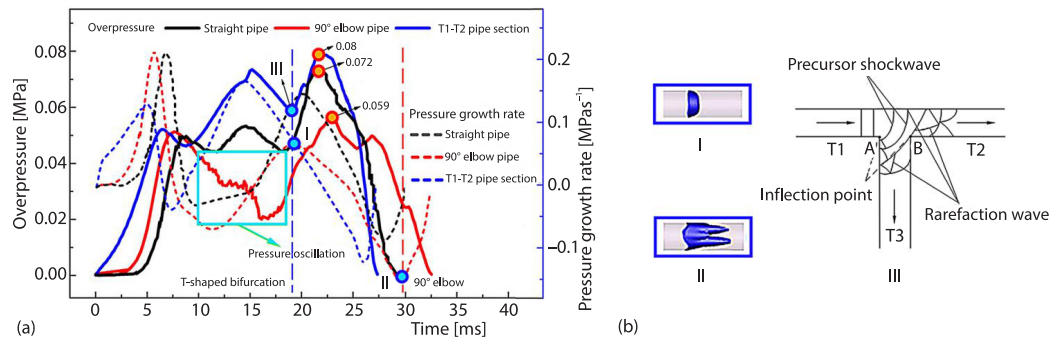 Overpressure Straight pipe 90° elbow pipe T1-T2 pipe section
0.08
0.06
0.04
0.02
0.00
Overpressure [MPa]
III
0.08
0.072
0.059
I
Pressure growth rate
Straight pipe
90° elbow pipe
T1-T2 pipe section
Pressure oscillation
T-shaped bifurcation
II
90° elbow
0.2
0.1
0.0
−0.1
Pressure growth rate [MPas⁻¹]
0 5 10 15 20 25 30 35 40
Time [ms]
(a)
I
II
(b)
Precursor shockwave
T1 A B T2
Inflection point
Rarefaction wave
T3
III